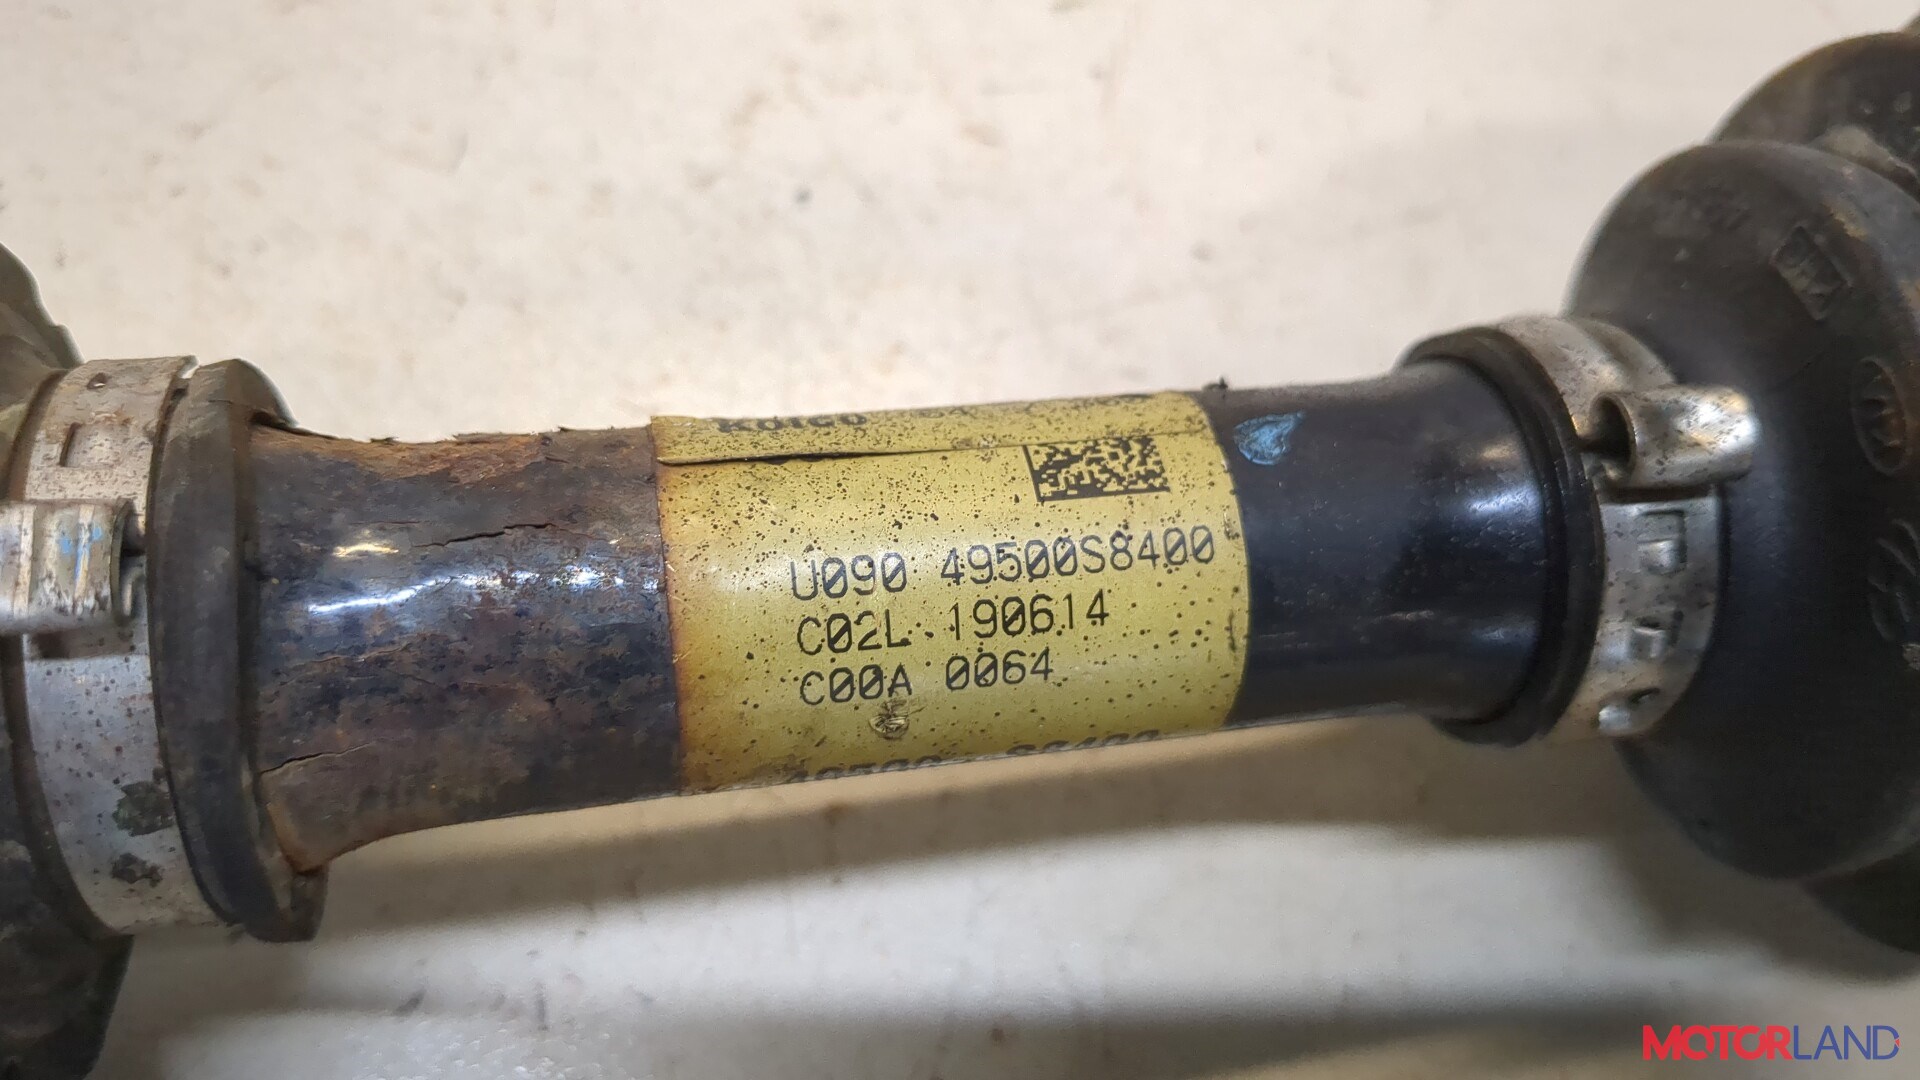 U090 49500S8400
C02L 190614
C00A 0064
MOTORLAND